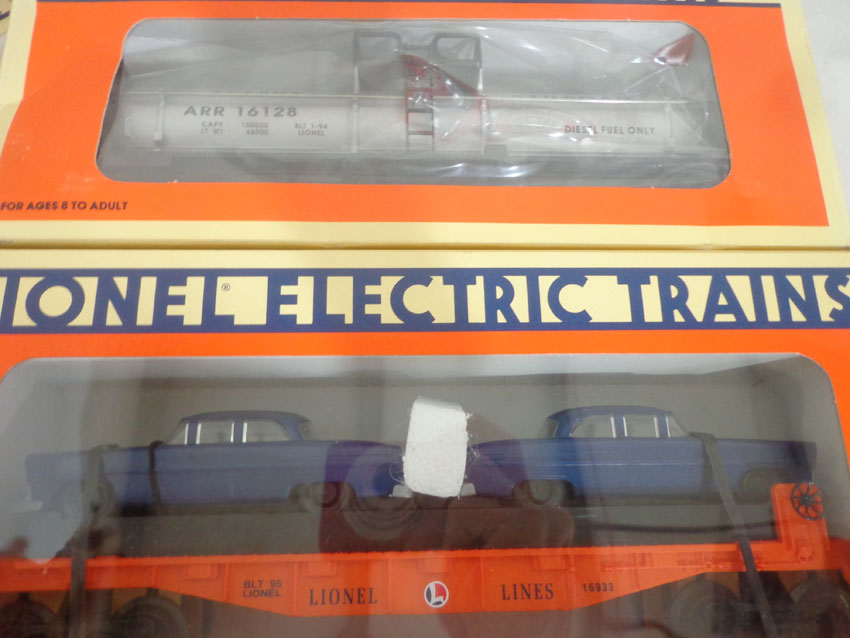 ARR 16128
CAPY 100000 BLT 1-94
LT WT 46000 LIONEL
DIESEL FUEL ONLY
FOR AGES 8 TO ADULT
IONEL® ELECTRIC TRAINS
BLT 95
LIONEL
LIONEL L LINES 16933